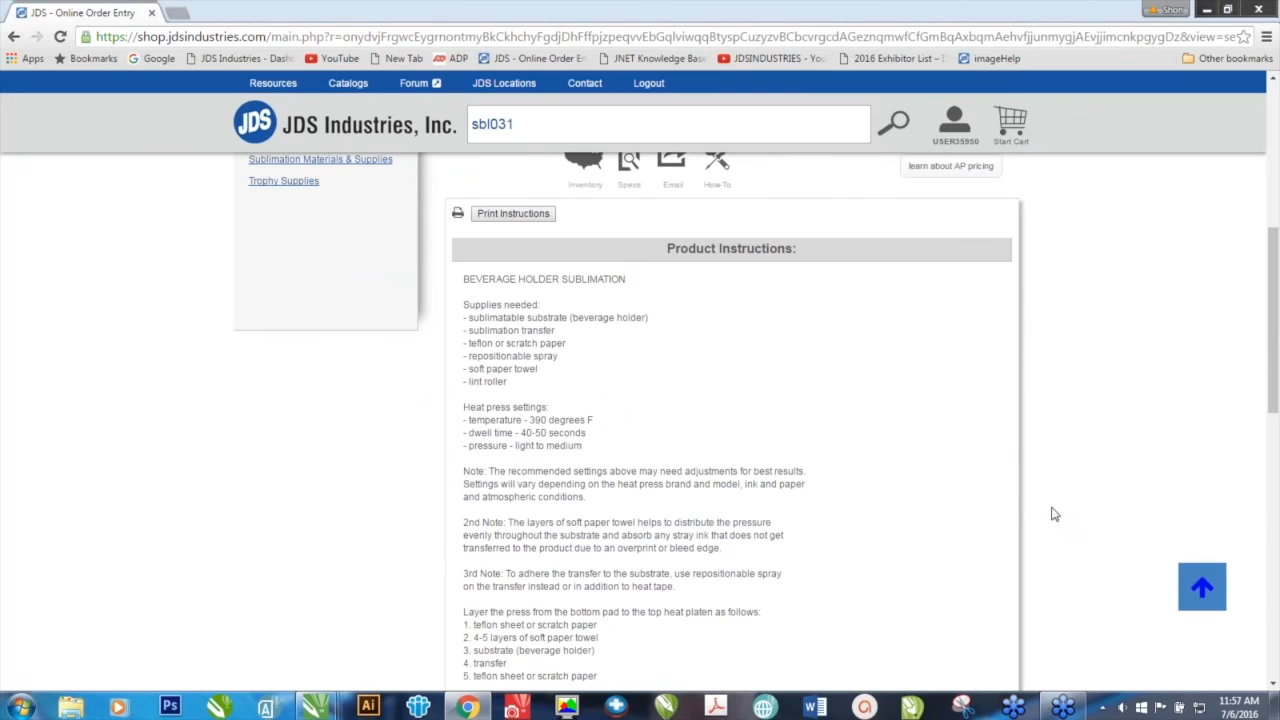 JDS - Online Order Entry
Shon
https://shop.jdsindustries.com/main.php?
Apps
Bookmarks
Google
JDS Industries - Dashb
YouTube
New Tab
ADP
JDS - Online Order En
JNET Knowledge Base
JDSINDUSTRIES - You
2016 Exhibitor List –
imageHelp
Other bookmarks
Resources
Catalogs
Forum
JDS Locations
Contact
Logout
JDS
JDS Industries, Inc.
sbl031
USER35950
Start Cart
Sublimation Materials & Supplies
Trophy Supplies
Inventory
Specs
Email
How-To
learn about AP pricing
Print Instructions
Product Instructions:
BEVERAGE HOLDER SUBLIMATION
Supplies needed:
- sublimatable substrate (beverage holder)
- sublimation transfer
- teflon or scratch paper
- repositionable spray
- soft paper towel
- lint roller
Heat press settings:
- temperature - 390 degrees F
- dwell time - 40-50 seconds
- pressure - light to medium
Note: The recommended settings above may need adjustments for best results.
Settings will vary depending on the heat press brand and model, ink and paper
and atmospheric conditions.
2nd Note: The layers of soft paper towel helps to distribute the pressure
evenly throughout the substrate and absorb any stray ink that does not get
transferred to the product due to an overprint or bleed edge.
3rd Note: To adhere the transfer to the substrate, use repositionable spray
on the transfer instead or in addition to heat tape.
Layer the press from the bottom pad to the top heat platen as follows:
1. teflon sheet or scratch paper
2. 4-5 layers of soft paper towel
3. substrate (beverage holder)
4. transfer
5. teflon sheet or scratch paper
Ps
Ai
W
11:57 AM
7/6/2016